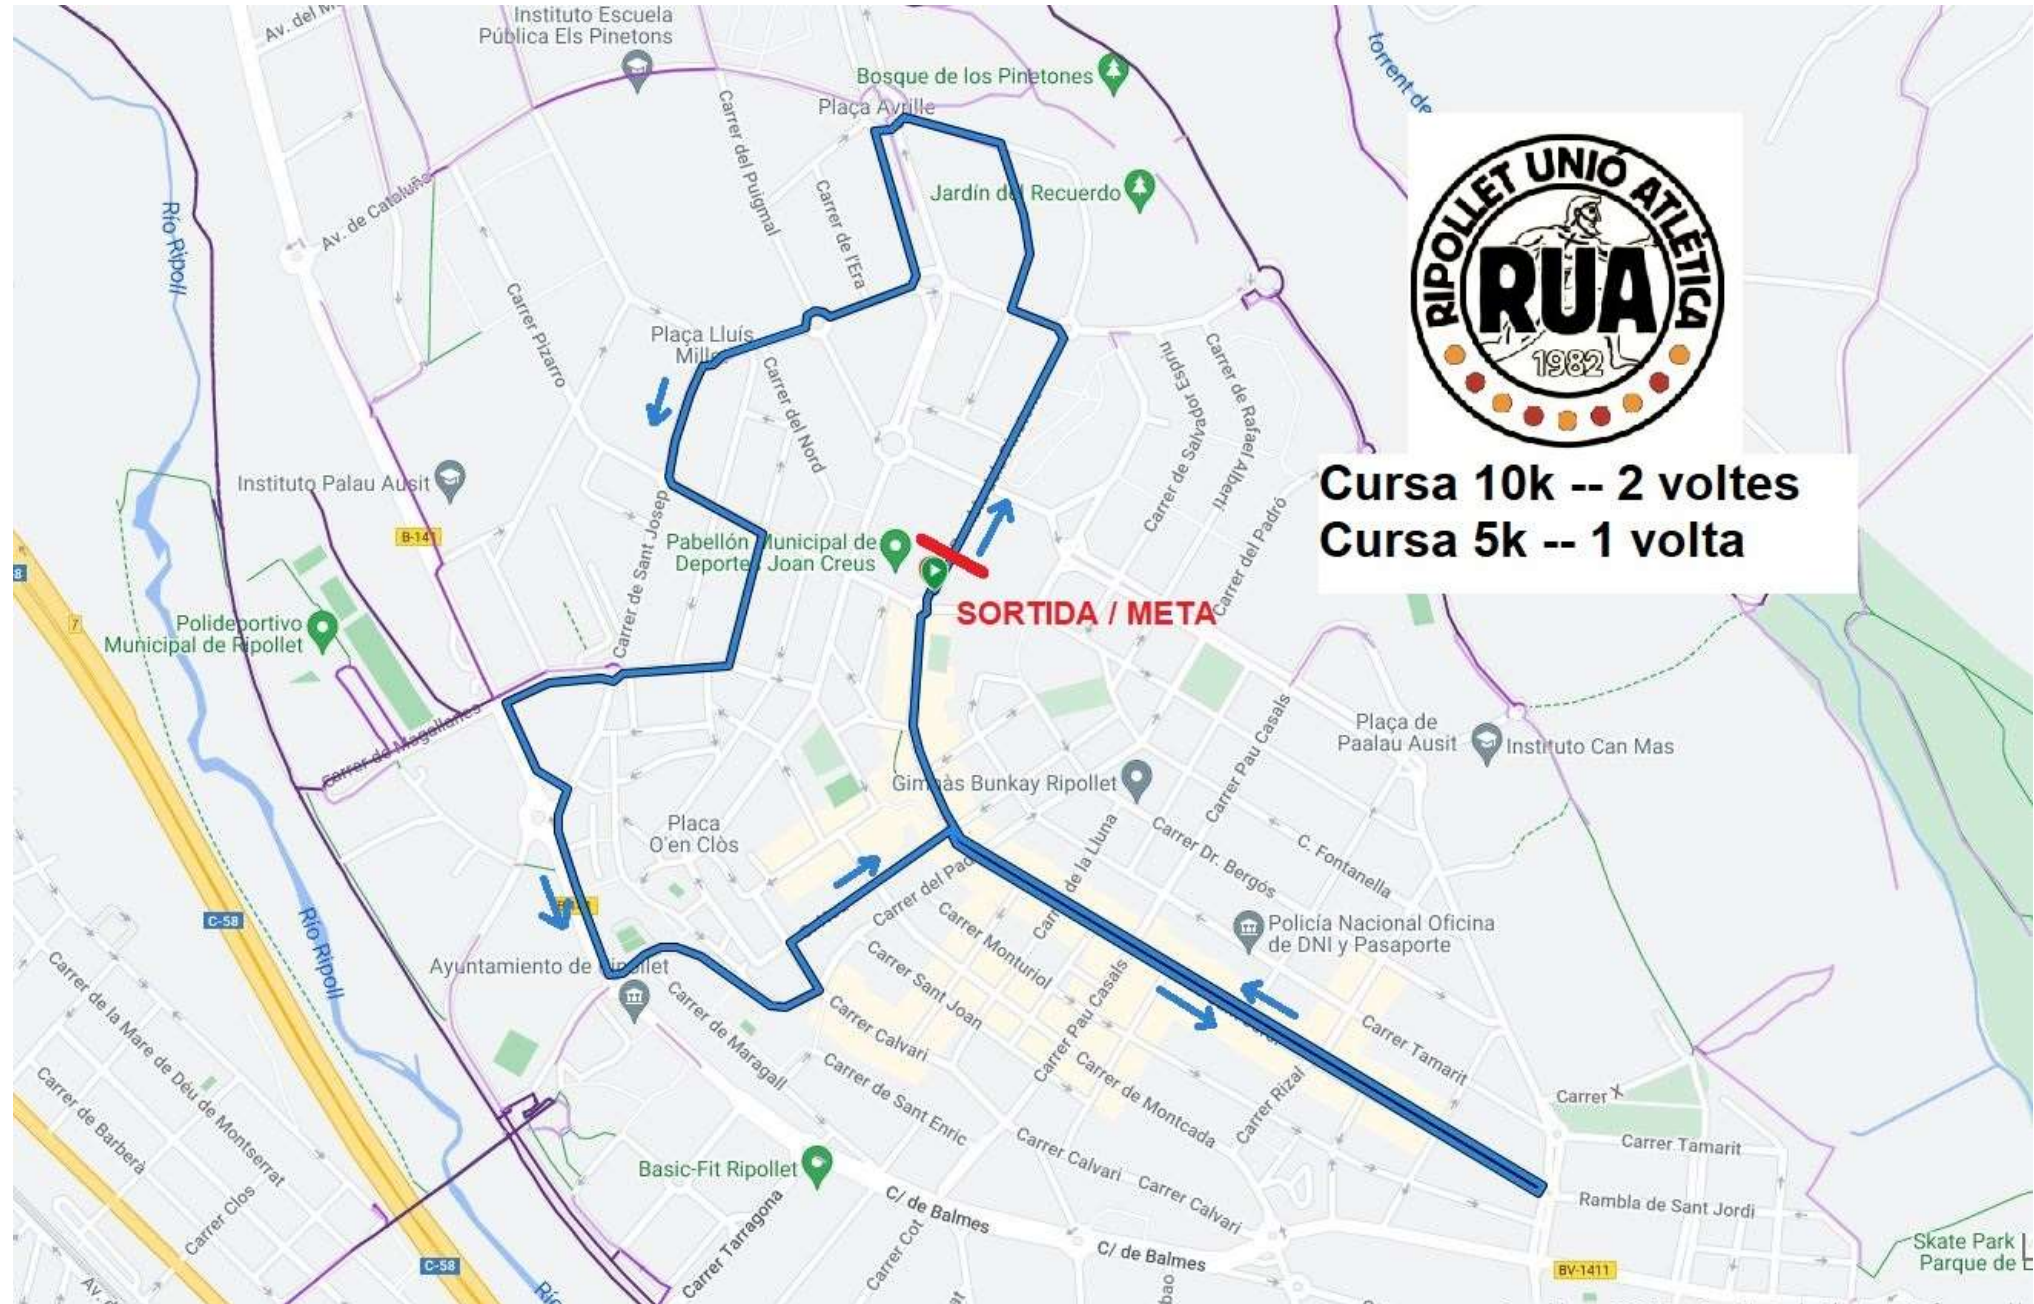 Av. del M
Instituto Escuela
Pública Els Pinetons
Bosque de los Pinetones
Plaça Avrille
torrent de
Carrer del Puigmal
Carrer de l'Era
Jardín del Recuerdo
Av. de Cataluña
Río Ripoll
RIPOLLET UNIÓ ATLÈTICA
RUA
1982
Carrer Pizarro
Plaça Lluís
Mille
Carrer del Nord
Carrer de Salvador Espriu
Carrer de Rafael Alberti
Carrer del Padró
Cursa 10k -- 2 voltes
Cursa 5k -- 1 volta
Instituto Palau Ausit
B-141
Carrer de Sant Josep
Pabellón Municipal de
Deportes Joan Creus
SORTIDA / META
8
7
Polideportivo
Municipal de Ripollet
Carrer de Magallanes
Plaça de
Paalau Ausit
Instituto Can Mas
Carrer Pau Casals
Gimnàs Bunkay Ripollet
Placa
O'en Clòs
Carrer Dr. Bergós
C. Fontanella
Carrer de la Lluna
Carrer del Pad
C-58
Río Ripoll
Carrer Monturiol
Policía Nacional Oficina
de DNI y Pasaporte
Ayuntamiento de Ripollet
Carrer Sant Joan
Carrer Pau Casals
Carrer de Maragall
Carrer Calvari
Carrer Tamarit
Carrer de la Mare de Déu de Montserrat
Carrer de Barberà
Carrer Clos
Carrer de Sant Enric
Carrer de Montcada
Carrer Rizal
Carrer X
Carrer Tamarit
Basic-Fit Ripollet
Carrer Calvari
Carrer Calvari
Rambla de Sant Jordi
C/ de Balmes
C/ de Balmes
Carrer Tarragona
Carrer Cot
C-58
BV-1411
Skate Park
Parque de
Av. d
Río